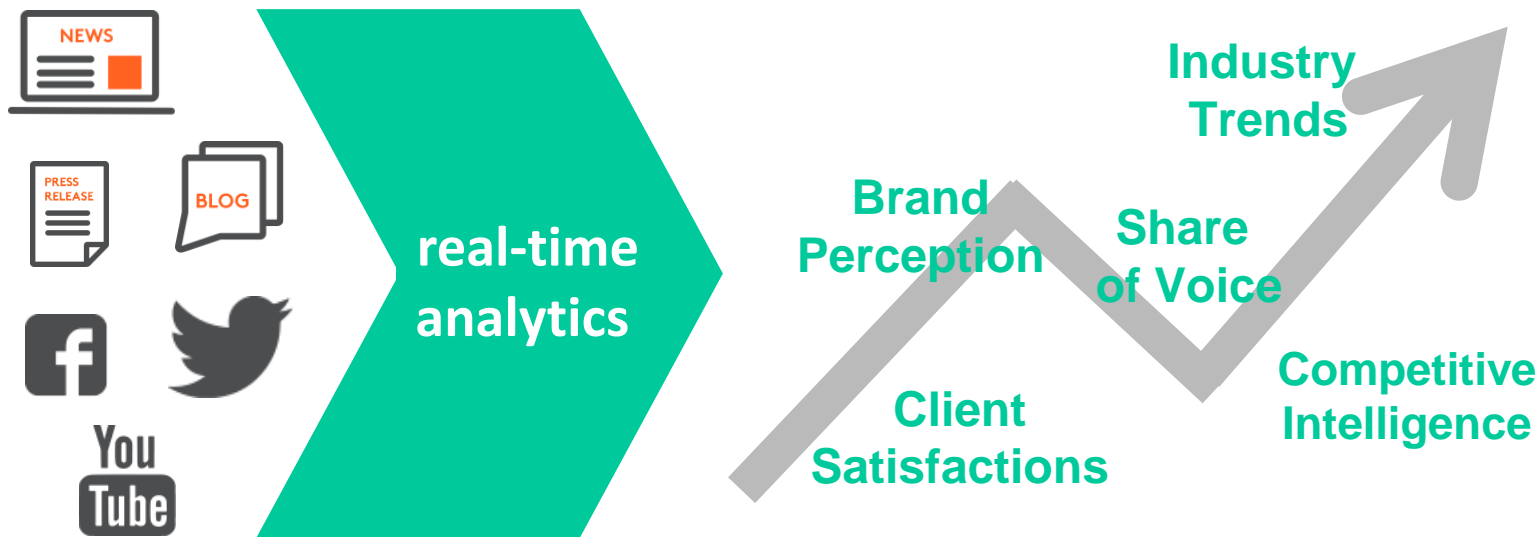 NEWS
PRESS
RELEASE
BLOG
f
You
Tube
real-time
analytics
Industry
Trends
Brand
Perception
Share
of Voice
Client
Satisfactions
Competitive
Intelligence